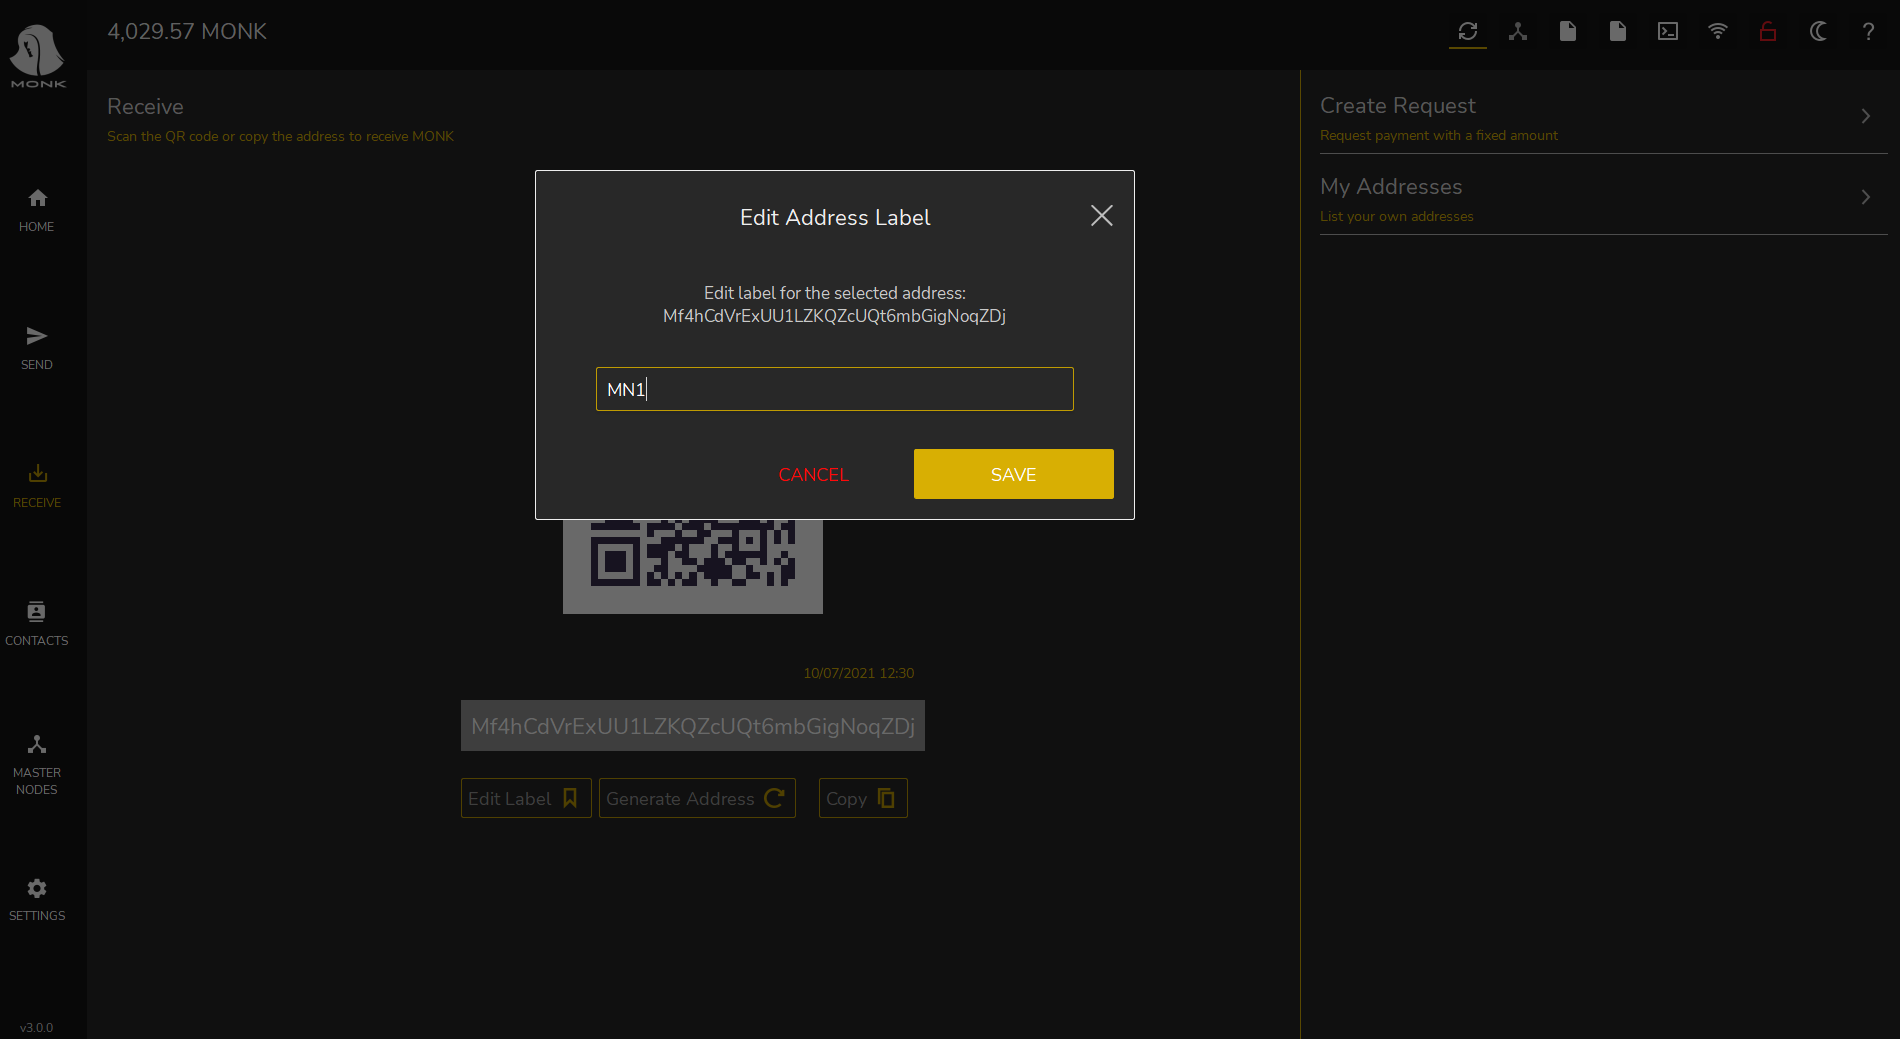 MONK
4,029.57 MONK
HOME
SEND
RECEIVE
CONTACTS
MASTER
NODES
SETTINGS
v3.0.0
Receive
Scan the QR code or copy the address to receive MONK
Edit Address Label
Edit label for the selected address:
Mf4hCdVrExUU1LZKQZcUQt6mbGigNoqZDj
MN1
CANCEL
SAVE
10/07/2021 12:30
Mf4hCdVrExUU1LZKQZcUQt6mbGigNoqZDj
Edit Label
Generate Address
Copy
Create Request
Request payment with a fixed amount
My Addresses
List your own addresses